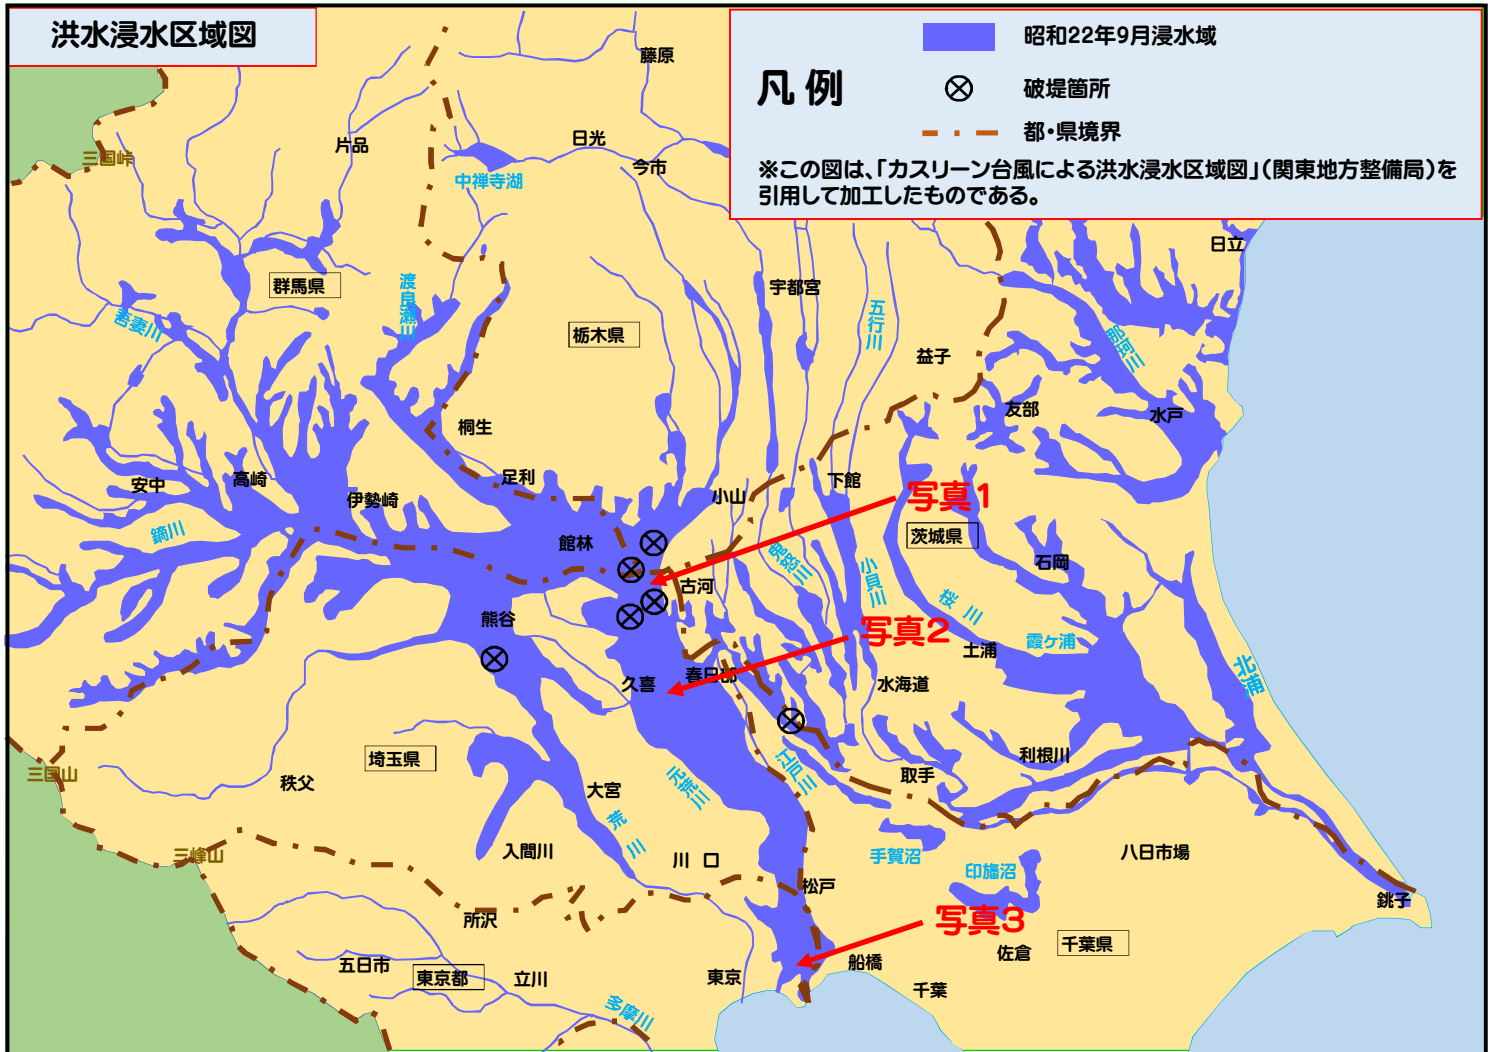 洪水浸水区域図
昭和22年9月浸水域
凡例
破堤箇所
都・県境界
※この図は、「カスリーン台風による洪水浸水区域図」（関東地方整備局）を
引用して加工したものである。
藤原
片品
日光
今市
三国峠
中禅寺湖
日立
群馬県
渡良瀬川
宇都宮
吾妻川
五行川
栃木県
益子
那珂川
友部
水戸
桐生
足利
安中
高崎
伊勢崎
小山
下館
写真1
鏑川
館林
茨城県
鬼怒川
小貝川
石岡
古河
桜川
熊谷
写真2
霞ヶ浦
土浦
久喜
春日部
水海道
北浦
埼玉県
利根川
江戸川
取手
三国山
秩父
元荒川
大宮
荒川
入間川
川口
三峰山
手賀沼
印旛沼
八日市場
松戸
銚子
所沢
写真3
千葉県
佐倉
五日市
東京都
立川
東京
船橋
千葉
多摩川